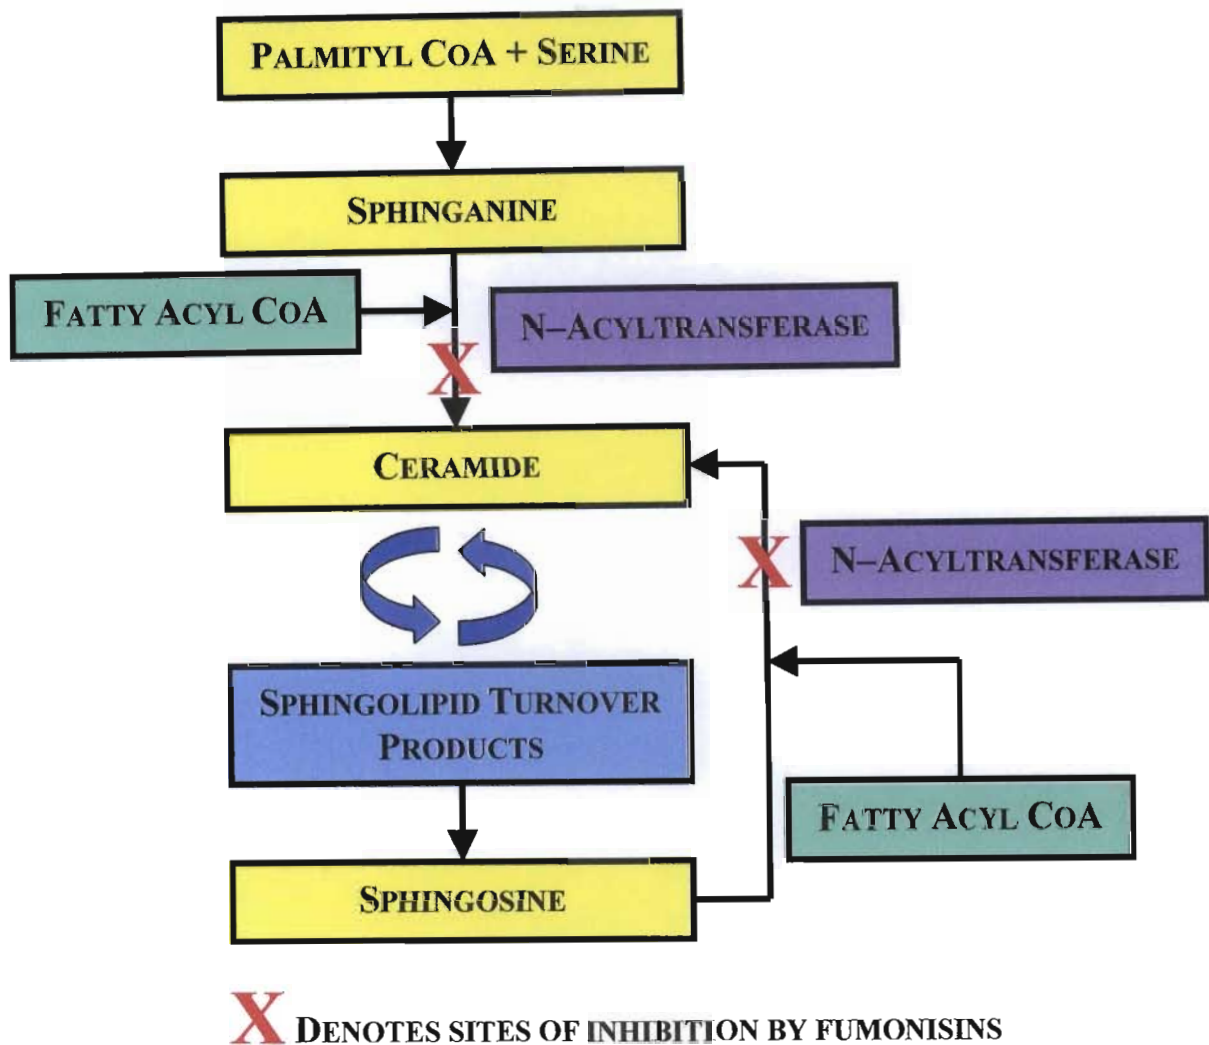 PALMITYL COA + SERINE
SPHINGANINE
FATTY ACYL COA
N–ACYLTRANSFERASE
X
CERAMIDE
X
N–ACYLTRANSFERASE
SPHINGOLIPID TURNOVER
PRODUCTS
FATTY ACYL COA
SPHINGOSINE
X DENOTES SITES OF INHIBITION BY FUMONISINS